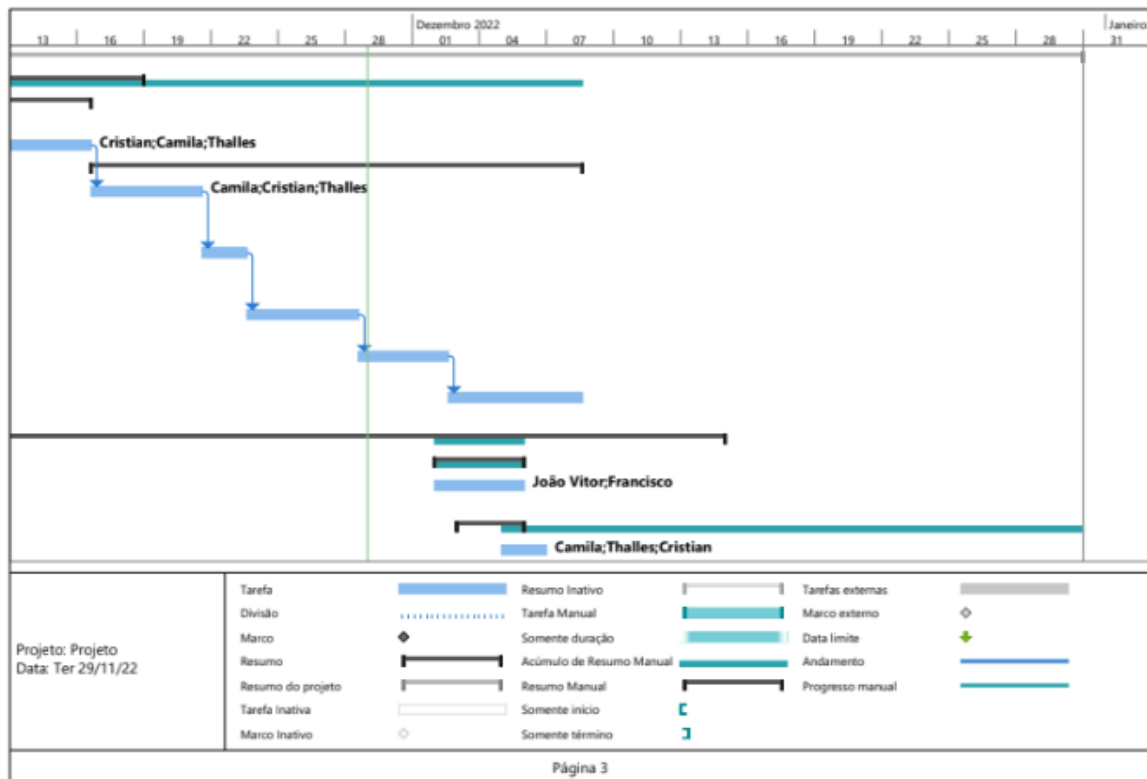 Dezembro 2022 Janeiro
13 16 19 22 25 28 01 04 07 10 13 16 19 22 25 28 31
Cristian;Camila;Thalles
Camila;Cristian;Thalles
João Vitor;Francisco
Camila;Thalles;Cristian
Projeto: Projeto
Data: Ter 29/11/22
Tarefa
Divisão
Marco
Resumo
Resumo do projeto
Tarefa Inativa
Marco Inativo
Resumo Inativo
Tarefa Manual
Somente duração
Acúmulo de Resumo Manual
Resumo Manual
Somente início
Somente término
Tarefas externas
Marco externo
Data limite
Andamento
Progresso manual
Página 3